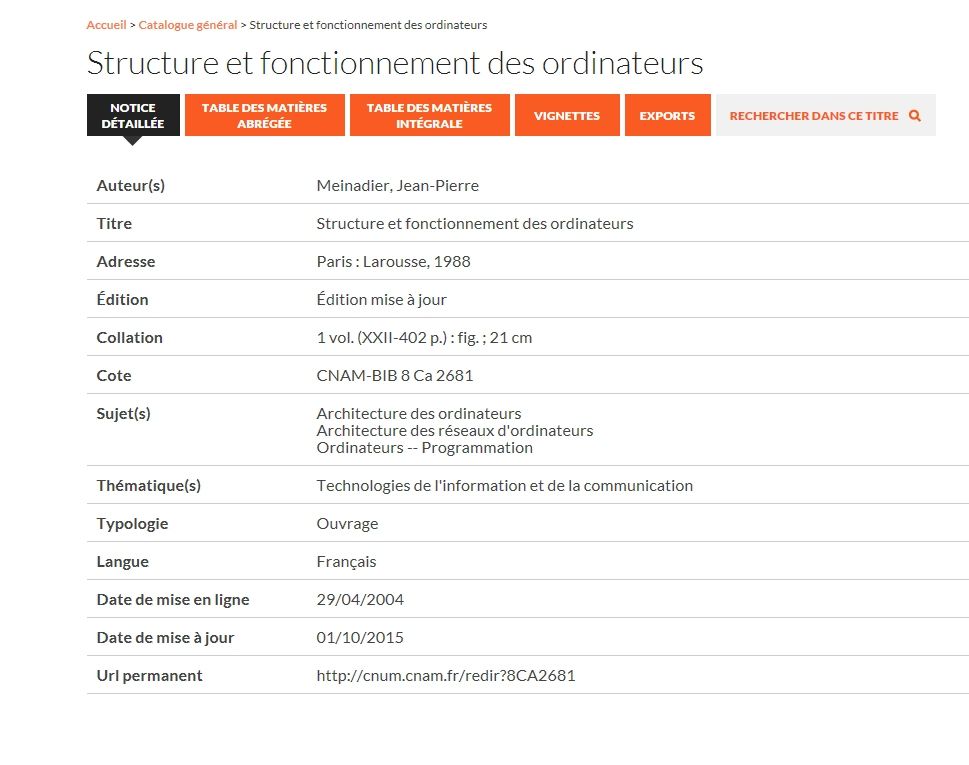 Accueil > Catalogue général > Structure et fonctionnement des ordinateurs
Structure et fonctionnement des ordinateurs
NOTICE DÉTAILLÉE
TABLE DES MATIÈRES ABRÉGÉE
TABLE DES MATIÈRES INTÉGRALE
VIGNETTES
EXPORTS
RECHERCHER DANS CE TITRE
Auteur(s) Meinadier, Jean-Pierre
Titre Structure et fonctionnement des ordinateurs
Adresse Paris : Larousse, 1988
Édition Édition mise à jour
Collation 1 vol. (XXII-402 p.) : fig. ; 21 cm
Cote CNAM-BIB 8 Ca 2681
Sujet(s) Architecture des ordinateurs
Architecture des réseaux d'ordinateurs
Ordinateurs -- Programmation
Thématique(s) Technologies de l'information et de la communication
Typologie Ouvrage
Langue Français
Date de mise en ligne 29/04/2004
Date de mise à jour 01/10/2015
Url permanent http://cnum.cnam.fr/redir?8CA2681